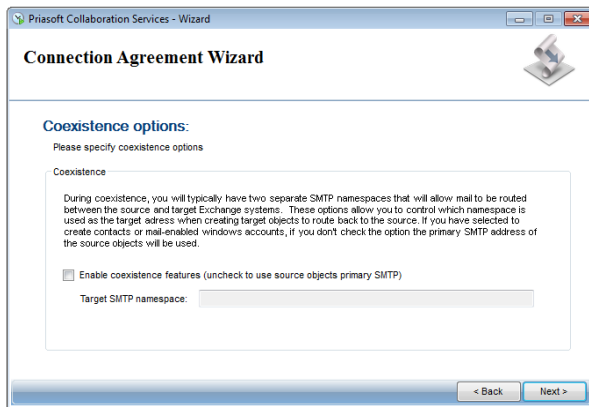 Priasoft Collaboration Services - Wizard
Connection Agreement Wizard
Coexistence options:
Please specify coexistence options
Coexistence
During coexistence, you will typically have two separate SMTP namespaces that will allow mail to be routed
between the source and target Exchange systems.  These options allow you to control which namespace is
used as the target adress when creating target objects to route back to the source. If you have selected to
create contacts or mail-enabled windows accounts, if you don't check the option the primary SMTP address of
the source objects will be used.
Enable coexistence features (uncheck to use source objects primary SMTP)
Target SMTP namespace:
< Back Next >